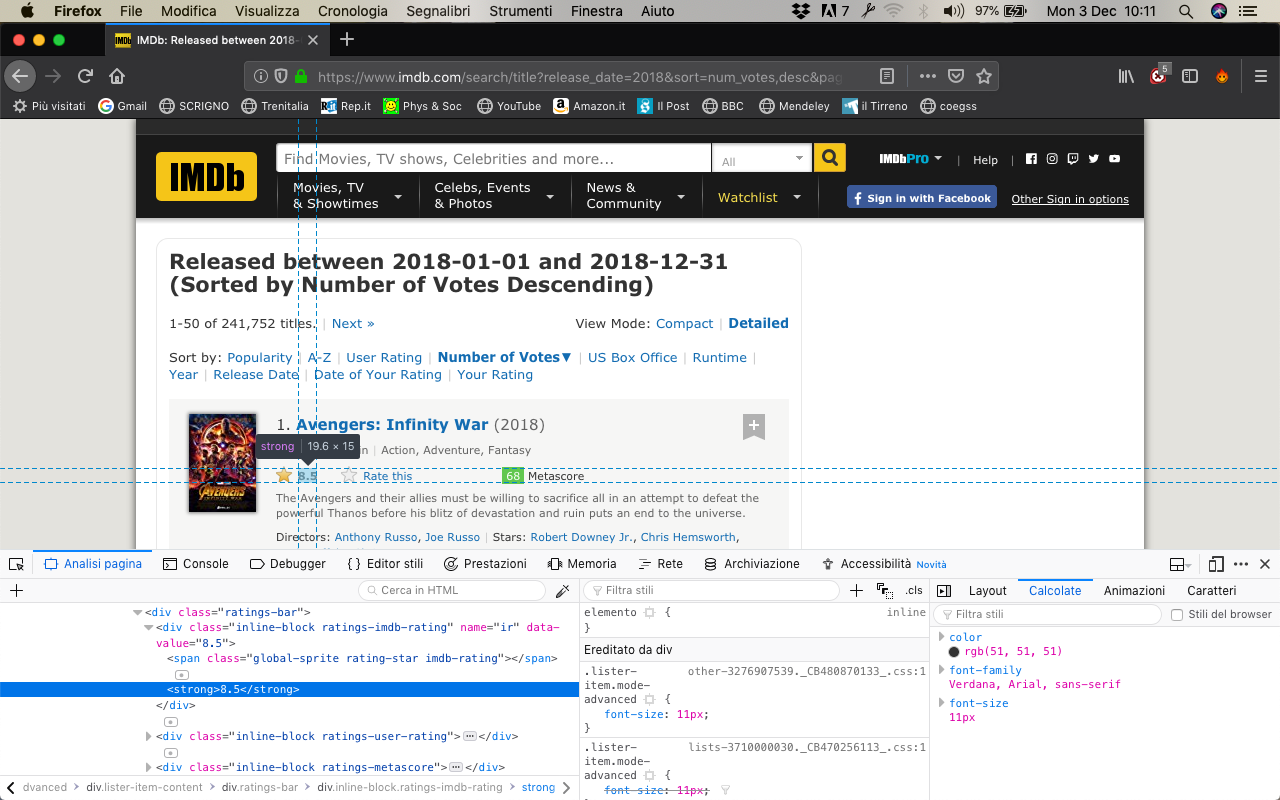 Firefox File Modifica Visualizza Cronologia Segnalibri Strumenti Finestra Aiuto 7 97% Mon 3 Dec 10:11
IMDb IMDb: Released between 2018-
https://www.imdb.com/search/title?release_date=2018&sort=num_votes,desc&pag 5
Più visitati Gmail SCRIGNO Trenitalia Rep.it Phys & Soc YouTube Amazon.it Il Post BBC Mendeley il Tirreno coegss
IMDb
Find Movies, TV shows, Celebrities and more... All IMDbPro Help
Movies, TV & Showtimes
Celebs, Events & Photos
News & Community
Watchlist
Sign in with Facebook Other Sign in options
Released between 2018-01-01 and 2018-12-31
(Sorted by Number of Votes Descending)
1-50 of 241,752 titles. | Next » View Mode: Compact | Detailed
Sort by: Popularity | A-Z | User Rating | Number of Votes▼ | US Box Office | Runtime |
Year | Release Date | Date of Your Rating | Your Rating
AVENGERS
INFINITY WAR
1. Avengers: Infinity War (2018)
strong | 19.6 × 15
n | Action, Adventure, Fantasy
8.5 Rate this 68 Metascore
The Avengers and their allies must be willing to sacrifice all in an attempt to defeat the
powerful Thanos before his blitz of devastation and ruin puts an end to the universe.
Directors: Anthony Russo, Joe Russo | Stars: Robert Downey Jr., Chris Hemsworth,
Analisi pagina Console Debugger { } Editor stili Prestazioni Memoria Rete Archiviazione Accessibilità Novità
+ Cerca in HTML
<div class="ratings-bar">
<div class="inline-block ratings-imdb-rating" name="ir" data-
value="8.5">
<span class="global-sprite rating-star imdb-rating"></span>
<strong>8.5</strong>
</div>
<div class="inline-block ratings-user-rating"></div>
<div class="inline-block ratings-metascore"></div>
dvanced > div.lister-item-content > div.ratings-bar > div.inline-block.ratings-imdb-rating > strong
Filtra stili + .cls
elemento { inline
}
Ereditato da div
.lister- other-3276907539._CB480870133_.css:1
item.mode-
advanced {
font-size: 11px;
}
.lister- lists-3710000030._CB470256113_.css:1
item.mode-
advanced {
font-size: 11px;
Layout Calcolate Animazioni Caratteri
Filtra stili Stili del browser
color
rgb(51, 51, 51)
font-family
Verdana, Arial, sans-serif
font-size
11px